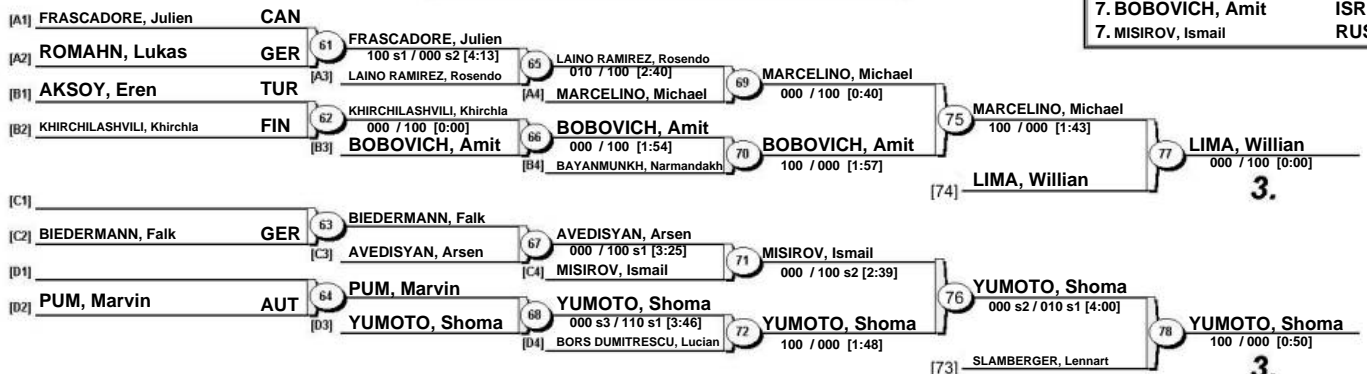 7. BOBOVICH, Amit ISR
7. MISIROV, Ismail RUS
[A1] FRASCADORE, Julien CAN
61 FRASCADORE, Julien
100 s1 / 000 s2 [4:13]
[A2] ROMAHN, Lukas GER
[A3] LAINO RAMIREZ, Rosendo
65 LAINO RAMIREZ, Rosendo
010 / 100 [2:40]
[A4] MARCELINO, Michael
69 MARCELINO, Michael
000 / 100 [0:40]
[B1] AKSOY, Eren TUR
62 KHIRCHILASHVILI, Khirchla
000 / 100 [0:00]
[B2] KHIRCHILASHVILI, Khirchla FIN
[B3] BOBOVICH, Amit
66 BOBOVICH, Amit
000 / 100 [1:54]
[B4] BAYANMUNKH, Narmandakh
70 BOBOVICH, Amit
100 / 000 [1:57]
75 MARCELINO, Michael
100 / 000 [1:43]
[74] LIMA, Willian
77 LIMA, Willian
000 / 100 [0:00]
3.
[C1]
63 BIEDERMANN, Falk
[C2] BIEDERMANN, Falk GER
[C3] AVEDISYAN, Arsen
67 AVEDISYAN, Arsen
000 / 100 s1 [3:25]
[C4] MISIROV, Ismail
71 MISIROV, Ismail
000 / 100 s2 [2:39]
[D1]
64 PUM, Marvin
[D2] PUM, Marvin AUT
[D3] YUMOTO, Shoma
68 YUMOTO, Shoma
000 s3 / 110 s1 [3:46]
[D4] BORS DUMITRESCU, Lucian
72 YUMOTO, Shoma
100 / 000 [1:48]
76 YUMOTO, Shoma
000 s2 / 010 s1 [4:00]
[73] SLAMBERGER, Lennart
78 YUMOTO, Shoma
100 / 000 [0:50]
3.